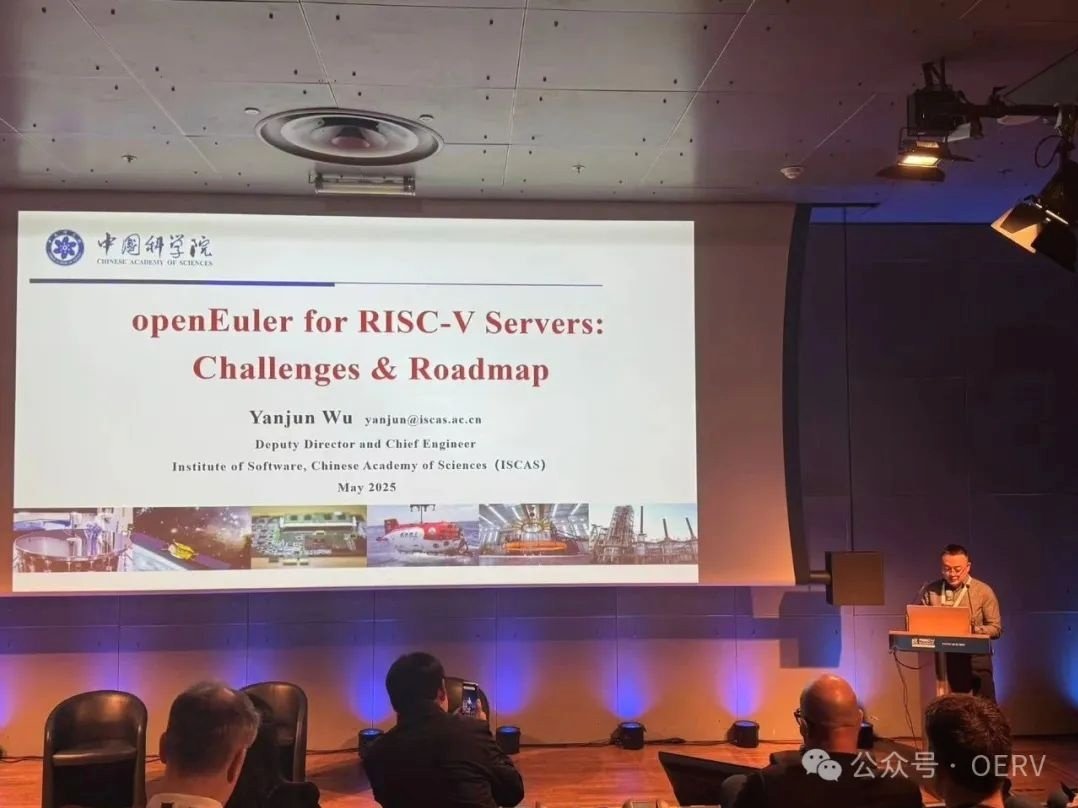 中国科学院
CHINESE ACADEMY OF SCIENCES
openEuler for RISC-V Servers:
Challenges & Roadmap
Yanjun Wu yanjun@iscas.ac.cn
Deputy Director and Chief Engineer
Institute of Software, Chinese Academy of Sciences (ISCAS)
May 2025
公众号 · OERV